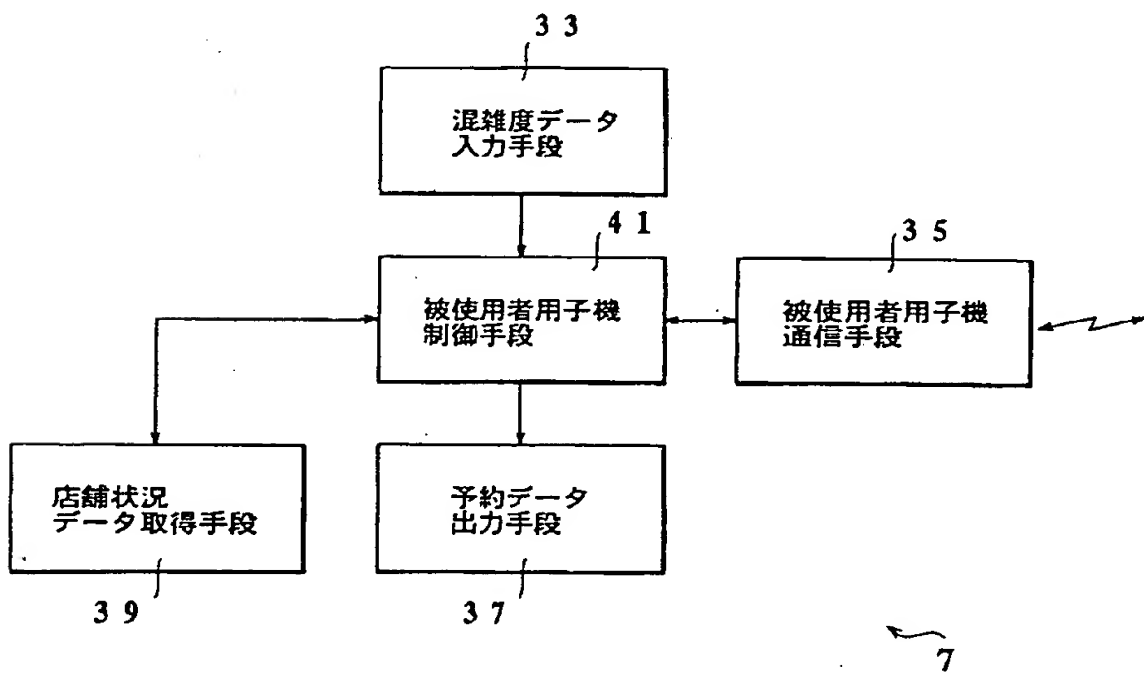 33
混雑度データ
入力手段
41
35
被使用者用子機
制御手段
被使用者用子機
通信手段
店舗状況
データ取得手段
予約データ
出力手段
39
37
7